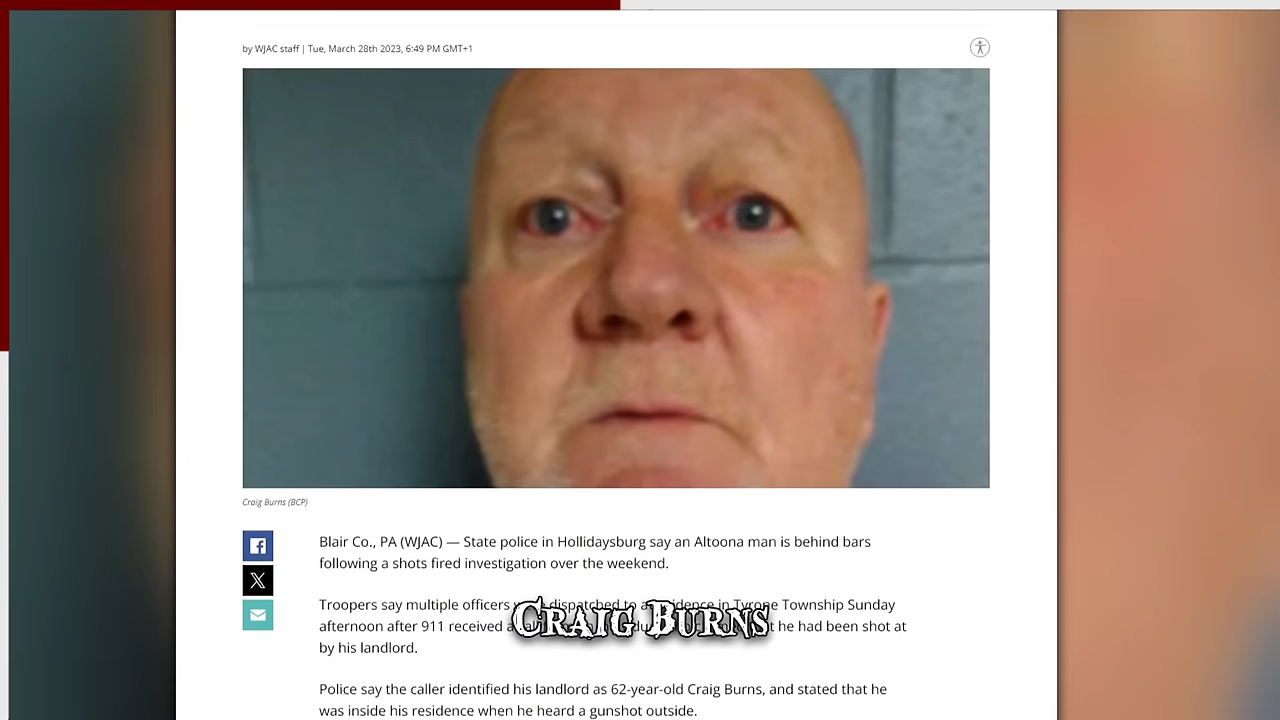 by WJAC staff | Tue, March 28th 2023, 6:49 PM GMT+1
Craig Burns (BCP)
Blair Co., PA (WJAC) — State police in Hollidaysburg say an Altoona man is behind bars
following a shots fired investigation over the weekend.
Troopers say multiple officers dispatched to a residence in Tyrone Township Sunday
afternoon after 911 received a he had been shot at
by his landlord.
Craig Burns
Police say the caller identified his landlord as 62-year-old Craig Burns, and stated that he
was inside his residence when he heard a gunshot outside.